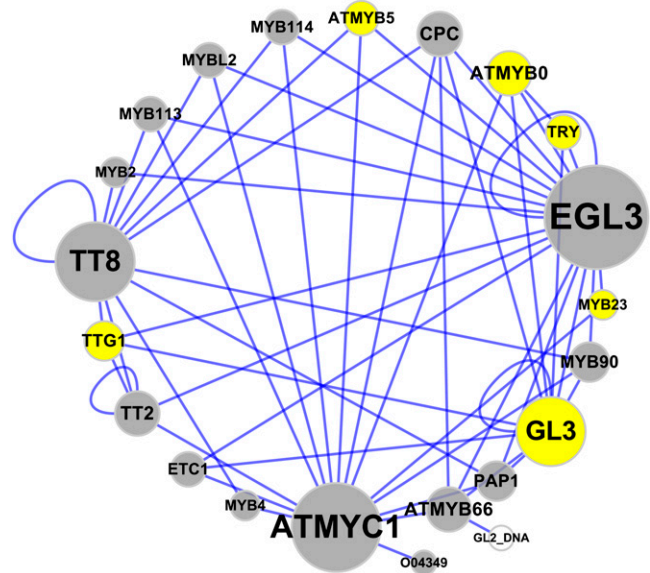 ATMYB5
MYB114
CPC
MYBL2
ATMYB0
MYB113
TRY
MYB2
EGL3
TT8
MYB23
TTG1
MYB90
TT2
GL3
ETC1
PAP1
MYB4
ATMYB66
ATMYC1
GL2_DNA
O04349